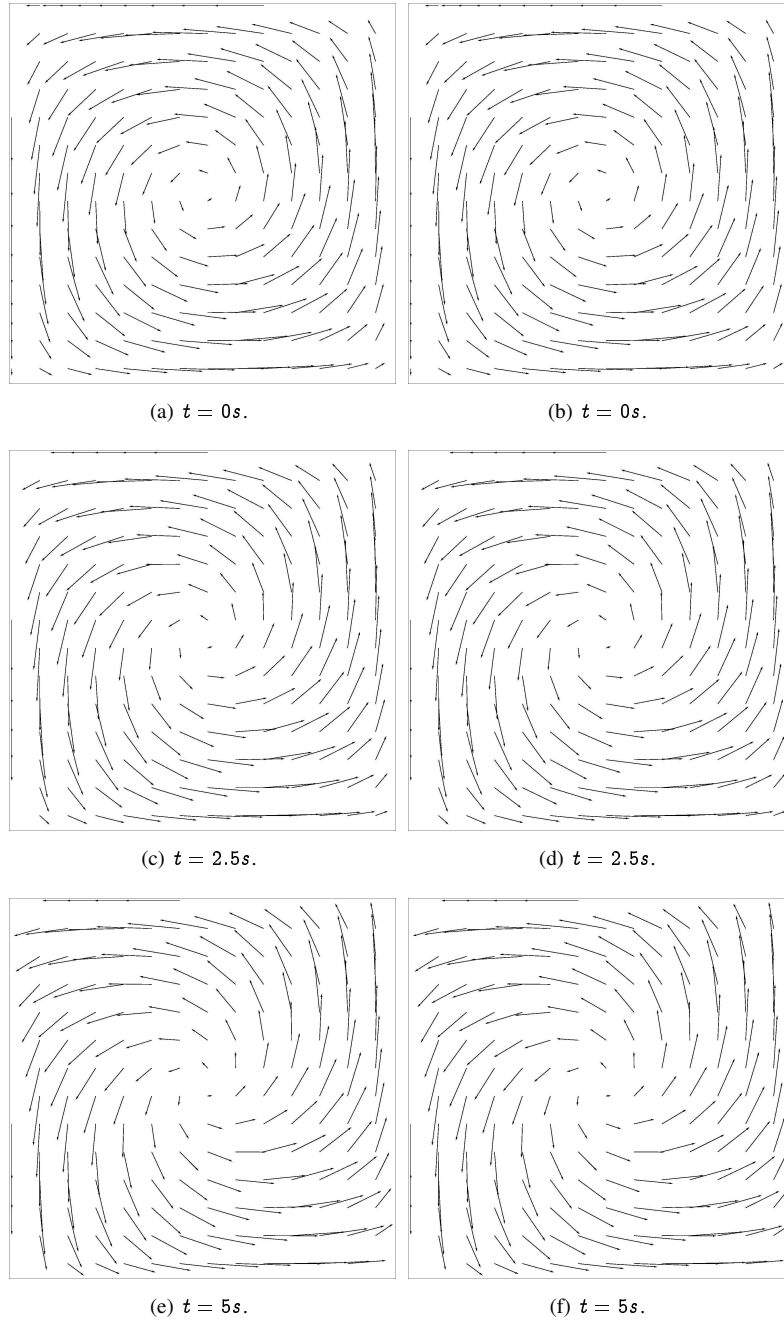 (a) t = 0s.
(b) t = 0s.
(c) t = 2.5s.
(d) t = 2.5s.
(e) t = 5s.
(f) t = 5s.